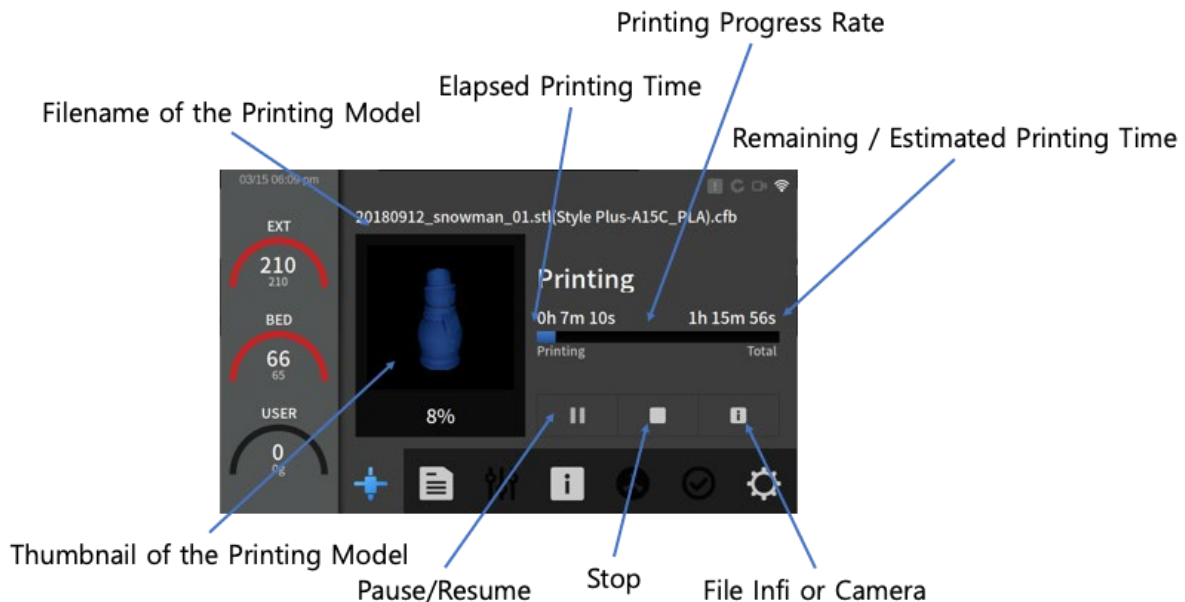 Printing Progress Rate
Elapsed Printing Time
Filename of the Printing Model
Remaining / Estimated Printing Time
03/15 06:09 pm
20180912_snowman_01.stl(Style Plus-A15C_PLA).cfb
EXT
210
210
Printing
0h 7m 10s 1h 15m 56s
Printing Total
BED
66
65
USER
0
0g
8%
Thumbnail of the Printing Model
Pause/Resume
Stop
File Infi or Camera